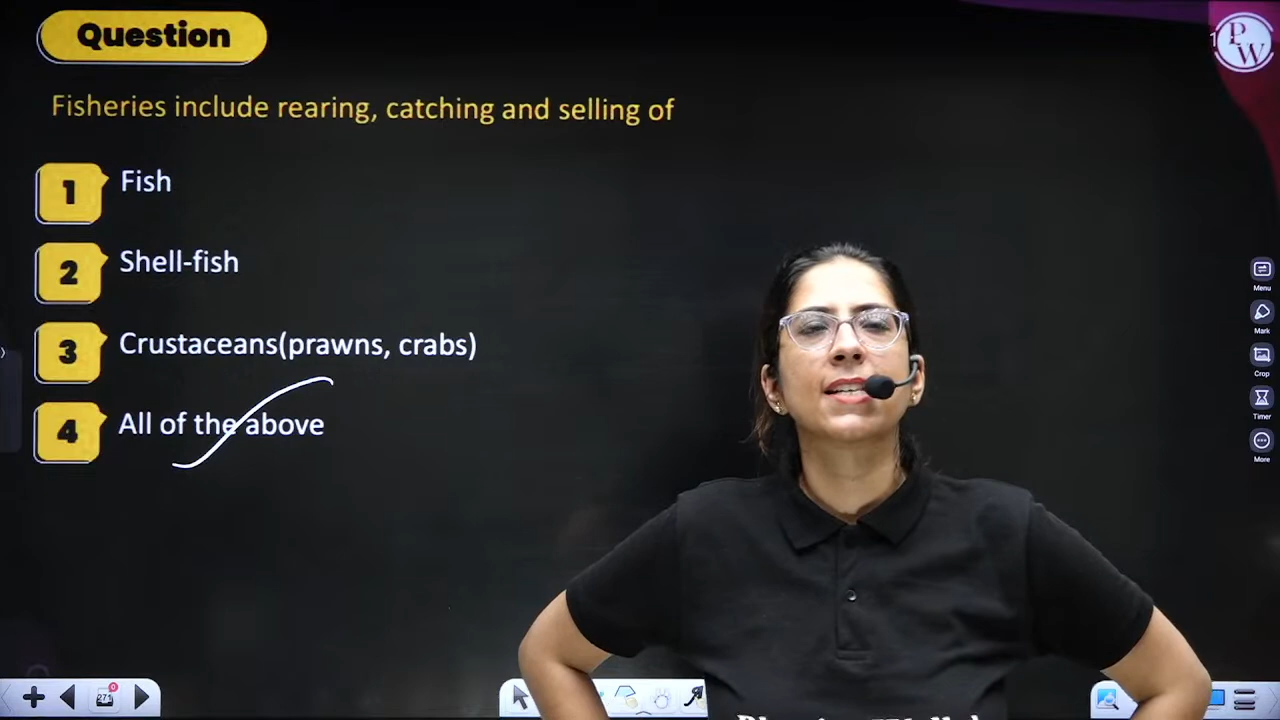 Question
PW
Fisheries include rearing, catching and selling of
1 Fish
2 Shell-fish
3 Crustaceans(prawns, crabs)
4 All of the above
Menu
Mark
Crop
Timer
More
271